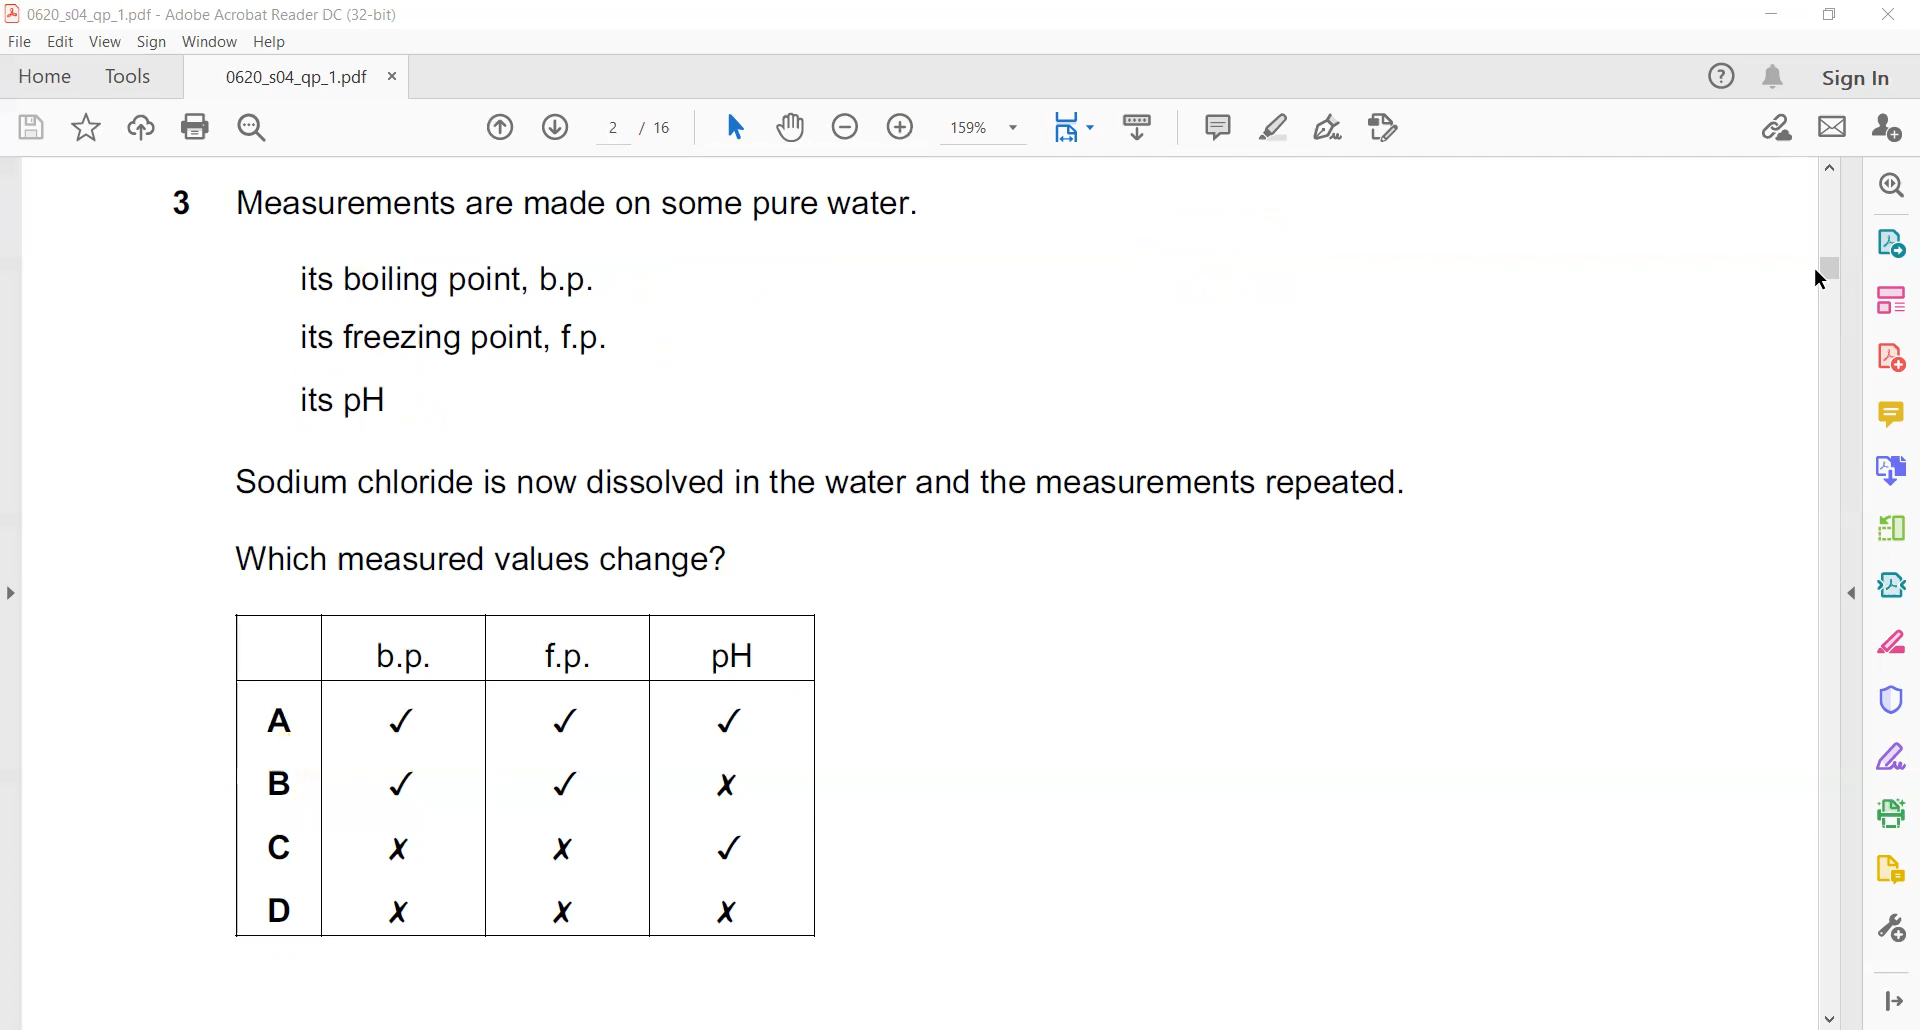 0620_s04_qp_1.pdf - Adobe Acrobat Reader DC (32-bit)
File Edit View Sign Window Help
Home Tools 0620_s04_qp_1.pdf × Sign In
2 / 16 159%
3 Measurements are made on some pure water.
its boiling point, b.p.
its freezing point, f.p.
its pH
Sodium chloride is now dissolved in the water and the measurements repeated.
Which measured values change?
b.p. f.p. pH
A ✓ ✓ ✓
B ✓ ✓ ✗
C ✗ ✗ ✓
D ✗ ✗ ✗